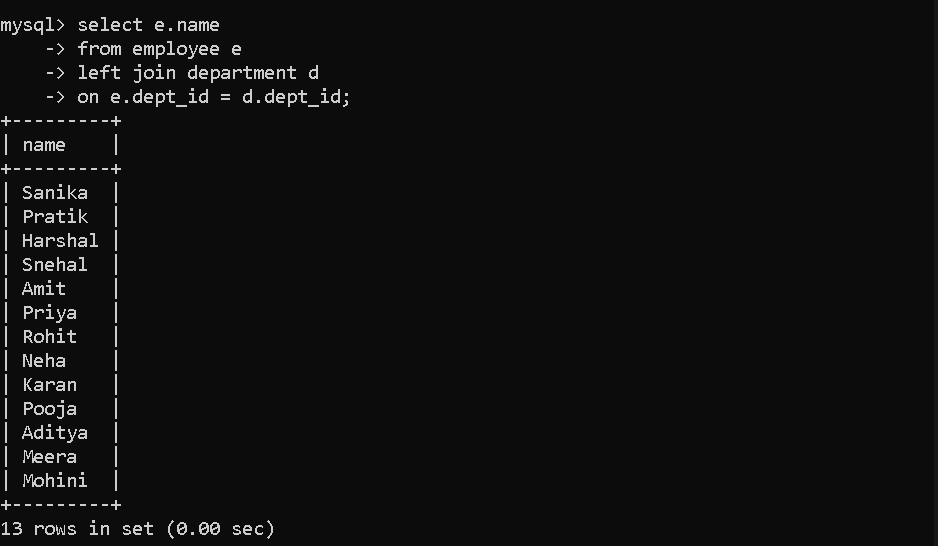 mysql> select e.name
    -> from employee e
    -> left join department d
    -> on e.dept_id = d.dept_id;
+---------+
| name    |
+---------+
| Sanika  |
| Pratik  |
| Harshal |
| Snehal  |
| Amit    |
| Priya   |
| Rohit   |
| Neha    |
| Karan   |
| Pooja   |
| Aditya  |
| Meera   |
| Mohini  |
+---------+
13 rows in set (0.00 sec)